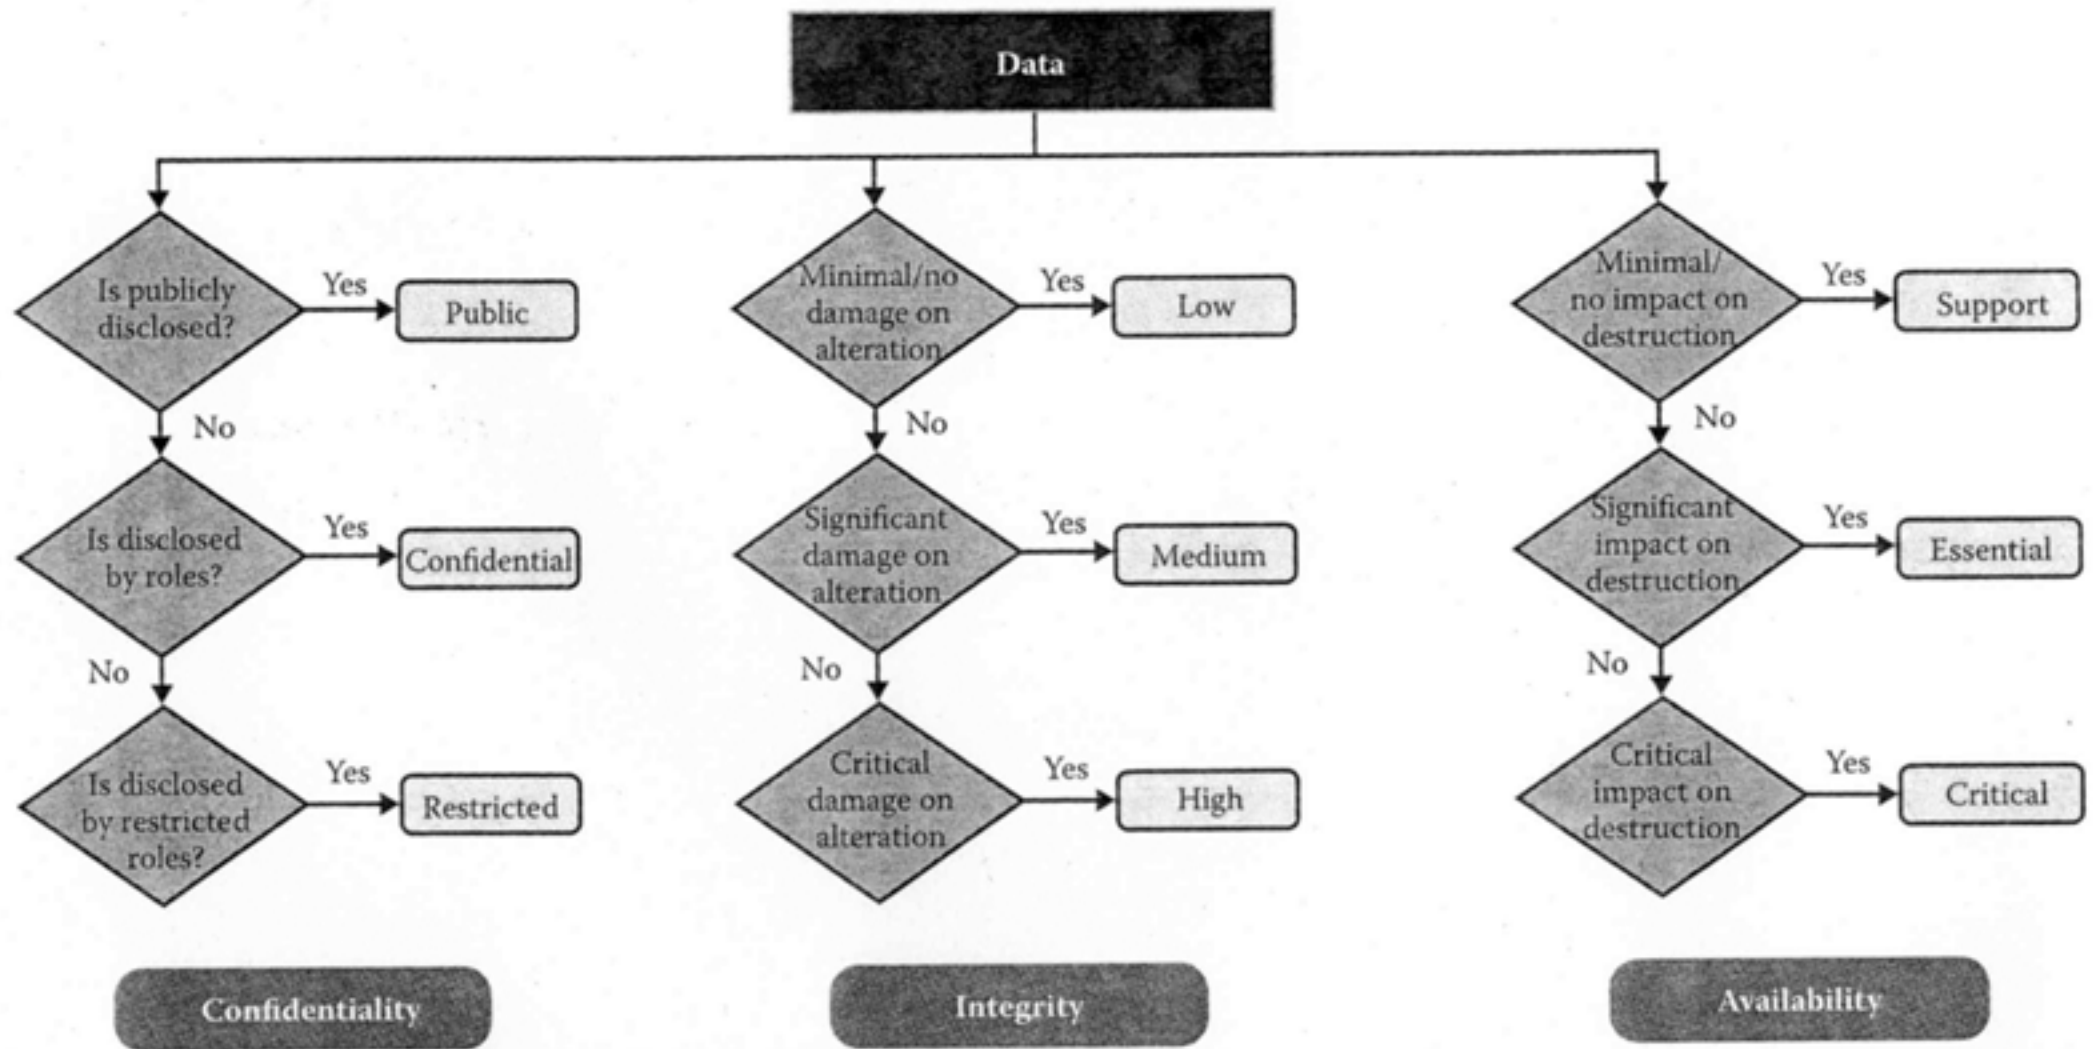 Data
Is publicly
disclosed?
Yes
Public
No
Is disclosed
by roles?
Yes
Confidential
No
Is disclosed
by restricted
roles?
Yes
Restricted
Confidentiality
Minimal/no
damage on
alteration
Yes
Low
No
Significant
damage on
alteration
Yes
Medium
No
Critical
damage on
alteration
Yes
High
Integrity
Minimal/
no impact on
destruction
Yes
Support
No
Significant
impact on
destruction
Yes
Essential
No
Critical
impact on
destruction
Yes
Critical
Availability